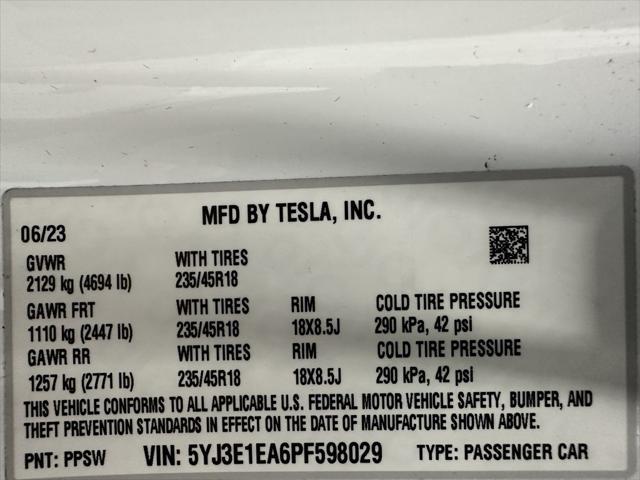 MFD BY TESLA, INC.
06/23
GVWR WITH TIRES
2129 kg (4694 lb) 235/45R18
GAWR FRT WITH TIRES RIM COLD TIRE PRESSURE
1110 kg (2447 lb) 235/45R18 18X8.5J 290 kPa, 42 psi
GAWR RR WITH TIRES RIM COLD TIRE PRESSURE
1257 kg (2771 lb) 235/45R18 18X8.5J 290 kPa, 42 psi
THIS VEHICLE CONFORMS TO ALL APPLICABLE U.S. FEDERAL MOTOR VEHICLE SAFETY, BUMPER, AND
THEFT PREVENTION STANDARDS IN EFFECT ON THE DATE OF MANUFACTURE SHOWN ABOVE.
PNT: PPSW VIN: 5YJ3E1EA6PF598029 TYPE: PASSENGER CAR